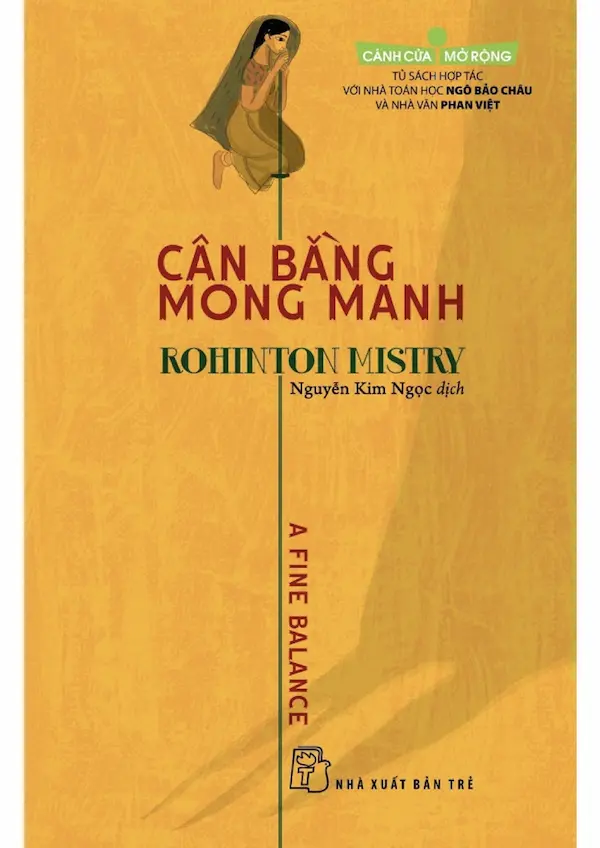 CÁNH CỬA MỞ RỘNG
TỦ SÁCH HỢP TÁC
VỚI NHÀ TOÁN HỌC NGÔ BẢO CHÂU
VÀ NHÀ VĂN PHAN VIỆT
CÂN BẰNG
MONG MANH
ROHINTON MISTRY
Nguyễn Kim Ngọc dịch
A FINE BALANCE
NHÀ XUẤT BẢN TRẺ